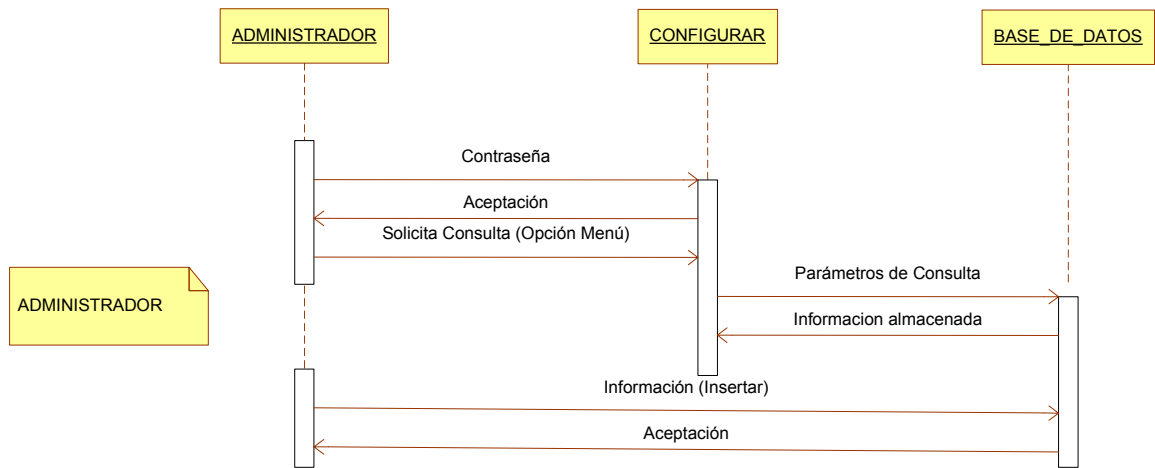 ADMINISTRADOR
CONFIGURAR
BASE_DE_DATOS
Contraseña
Aceptación
Solicita Consulta (Opción Menú)
Parámetros de Consulta
ADMINISTRADOR
Informacion almacenada
Información (Insertar)
Aceptación